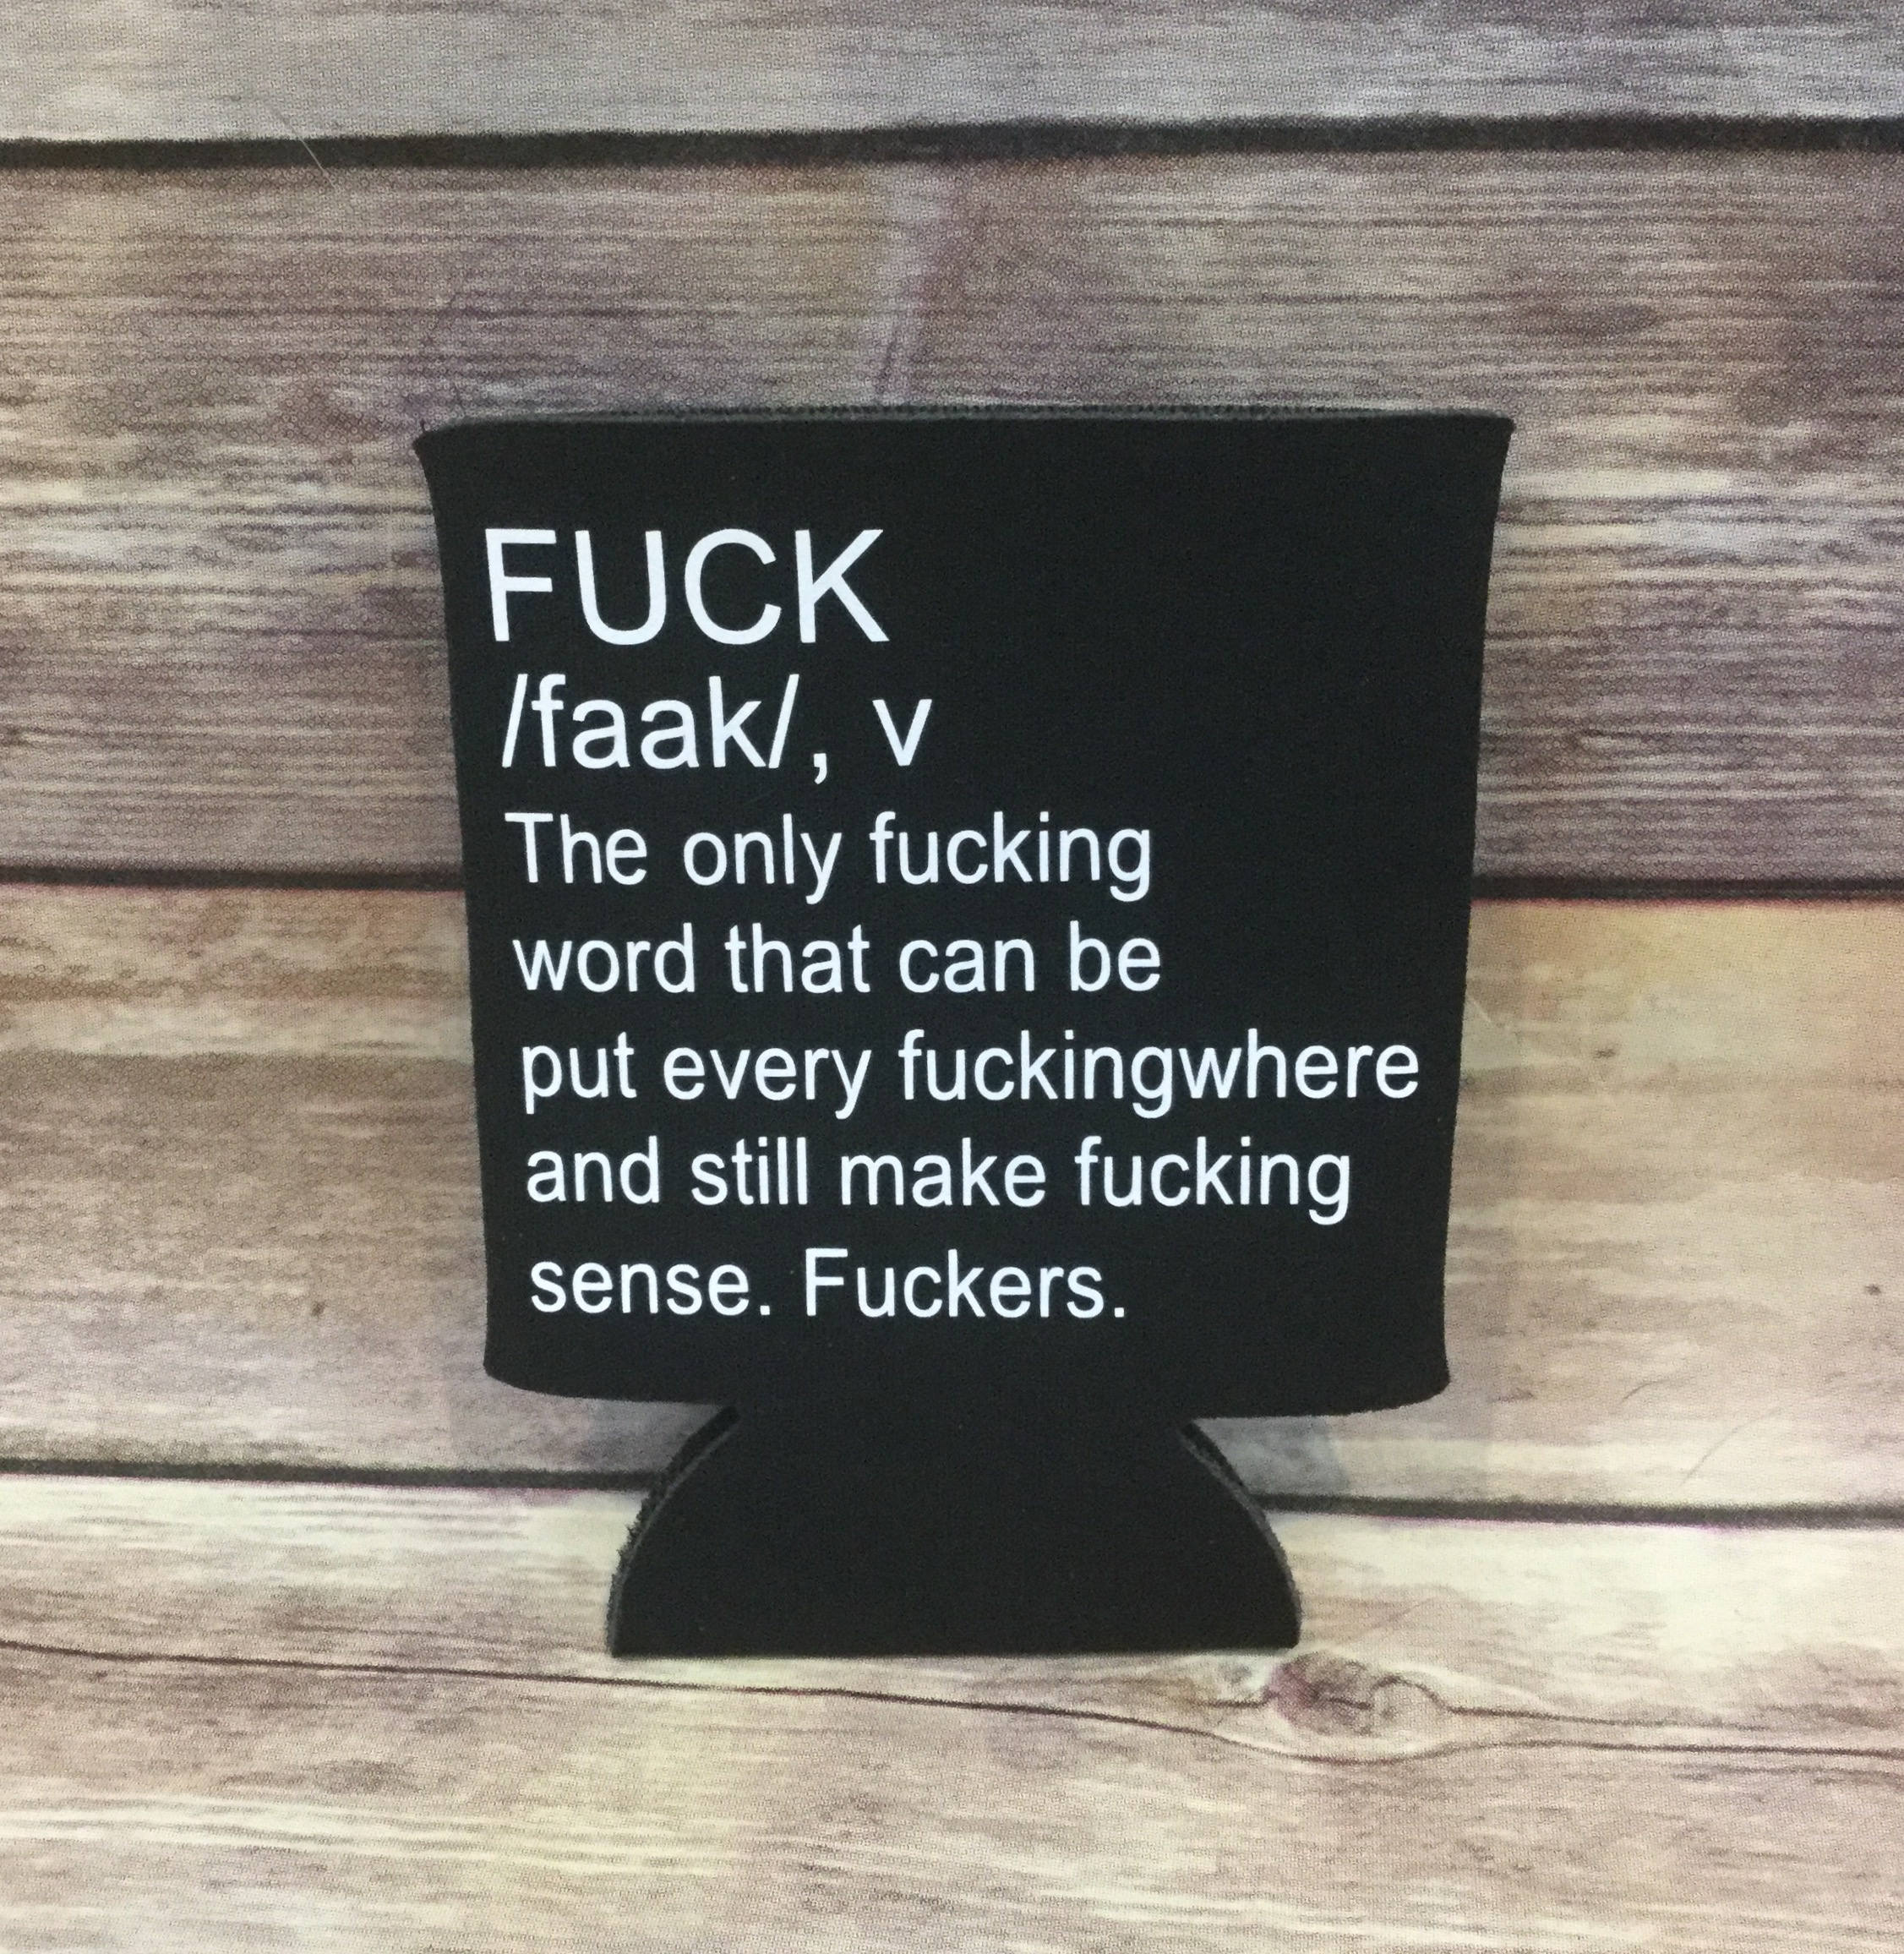 FUCK
/faak/, v
The only fucking
word that can be
put every fuckingwhere
and still make fucking
sense. Fuckers.